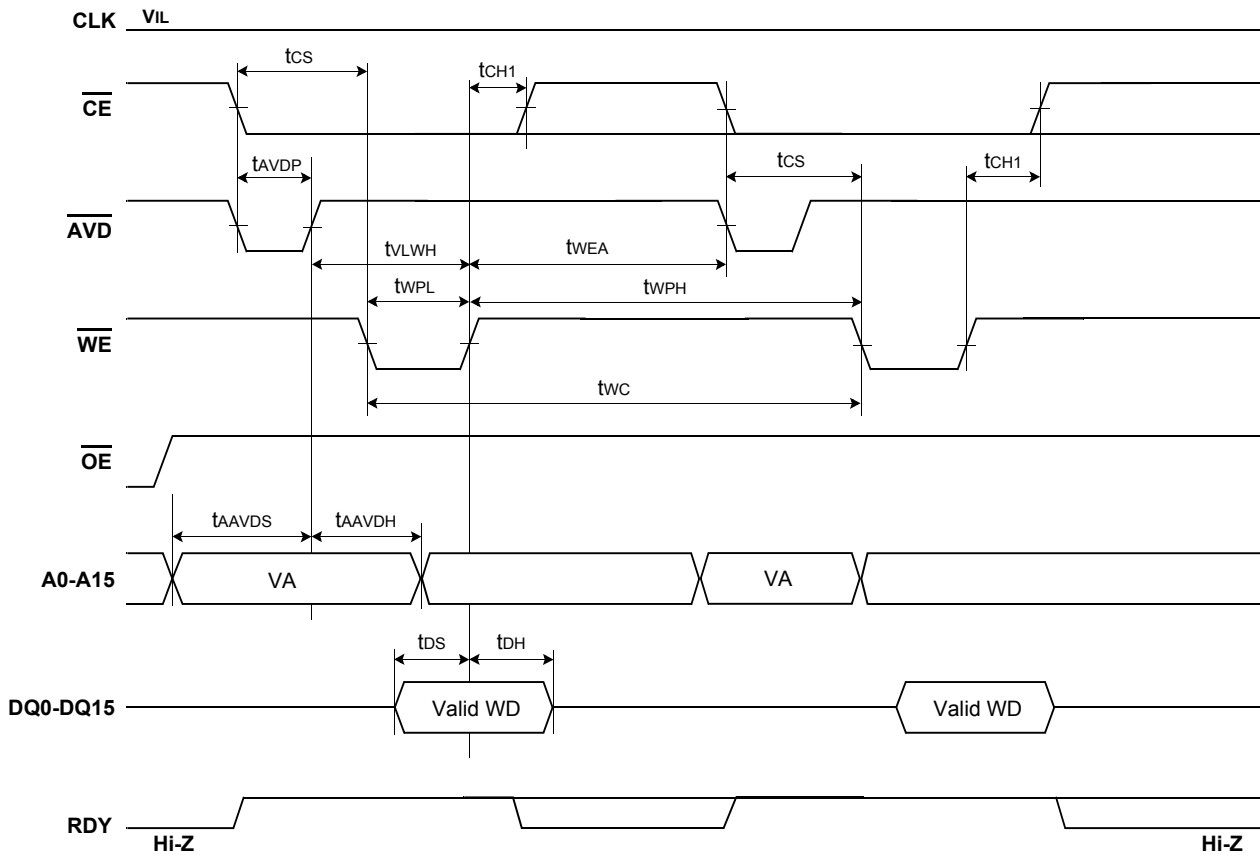 CLK VIL
tCS tCH1
CE
tAVDP tCS tCH1
AVD
tVLWH tWEA
tWPL tWPH
WE
tWC
OE
tAAVDS tAAVDH
A0-A15 VA VA
tDS tDH
DQ0-DQ15 Valid WD Valid WD
RDY
Hi-Z Hi-Z